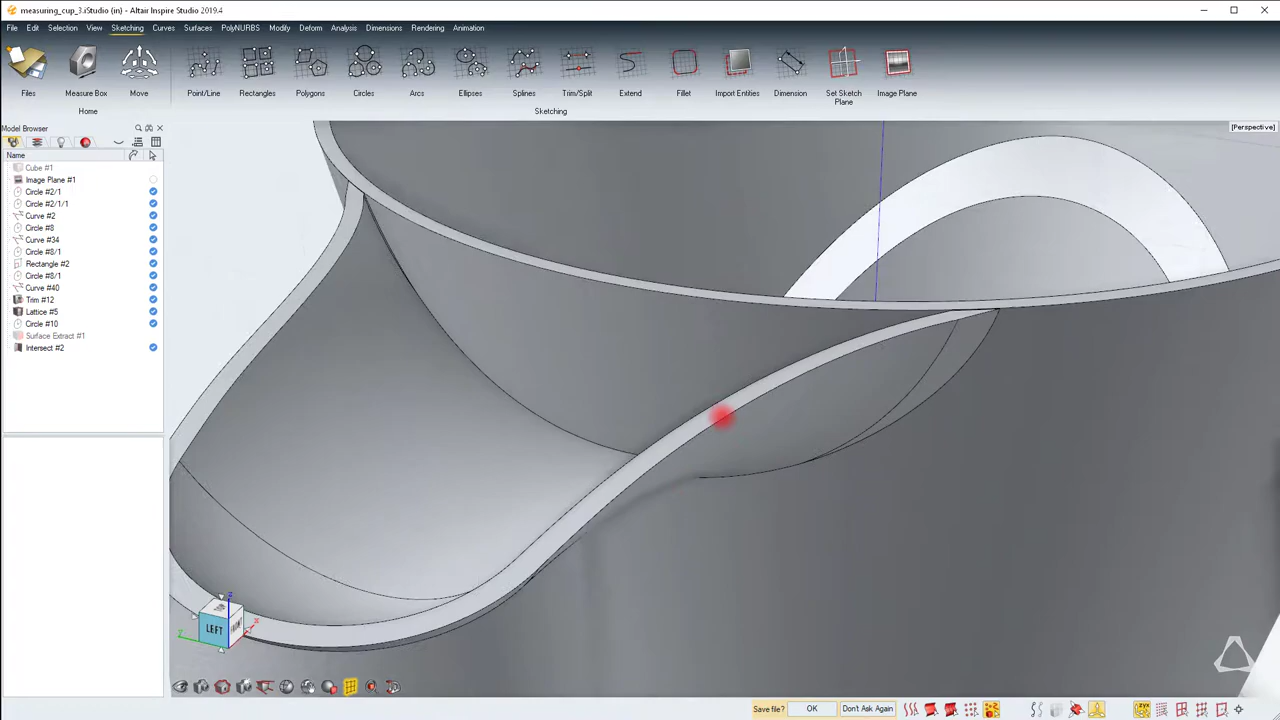 measuring_cup_3.iStudio (in) - Altair Inspire Studio 2019.4
File Edit Selection View Sketching Curves Surfaces PolyNURBS Modify Deform Analysis Dimensions Rendering Animation
Files Measure Box Move Point/Line Rectangles Polygons Circles Arcs Ellipses Splines Trim/Split Extend Fillet Import Entities Dimension Set Sketch Plane Image Plane
Home Sketching
Model Browser
[Perspective]
Name
Cube #1
Image Plane #1
Circle #2/1
Circle #2/1/1
Curve #2
Circle #8
Curve #34
Circle #8/1
Rectangle #2
Circle #8/1
Curve #40
Trim #12
Lattice #5
Circle #10
Surface Extract #1
Intersect #2
Z
LEFT
X
Y
Save file? OK Don't Ask Again